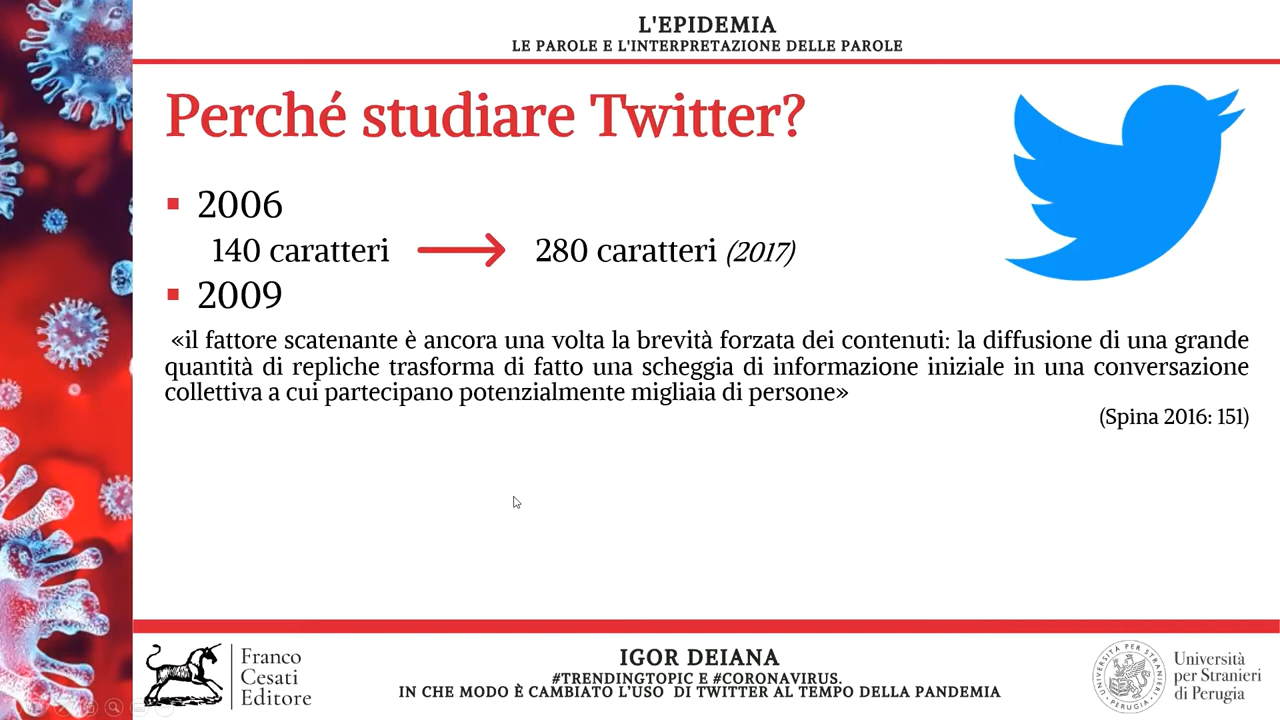 L'EPIDEMIA
LE PAROLE E L'INTERPRETAZIONE DELLE PAROLE
Perché studiare Twitter?
▪ 2006
140 caratteri → 280 caratteri (2017)
▪ 2009
«il fattore scatenante è ancora una volta la brevità forzata dei contenuti: la diffusione di una grande
quantità di repliche trasforma di fatto una scheggia di informazione iniziale in una conversazione
collettiva a cui partecipano potenzialmente migliaia di persone»
(Spina 2016: 151)
Franco
Cesati
Editore
IGOR DEIANA
#TRENDINGTOPIC E #CORONAVIRUS.
IN CHE MODO È CAMBIATO L'USO DI TWITTER AL TEMPO DELLA PANDEMIA
UNIVERSITÀ PER STRANIERI
PERUGIA
Università
per Stranieri
di Perugia